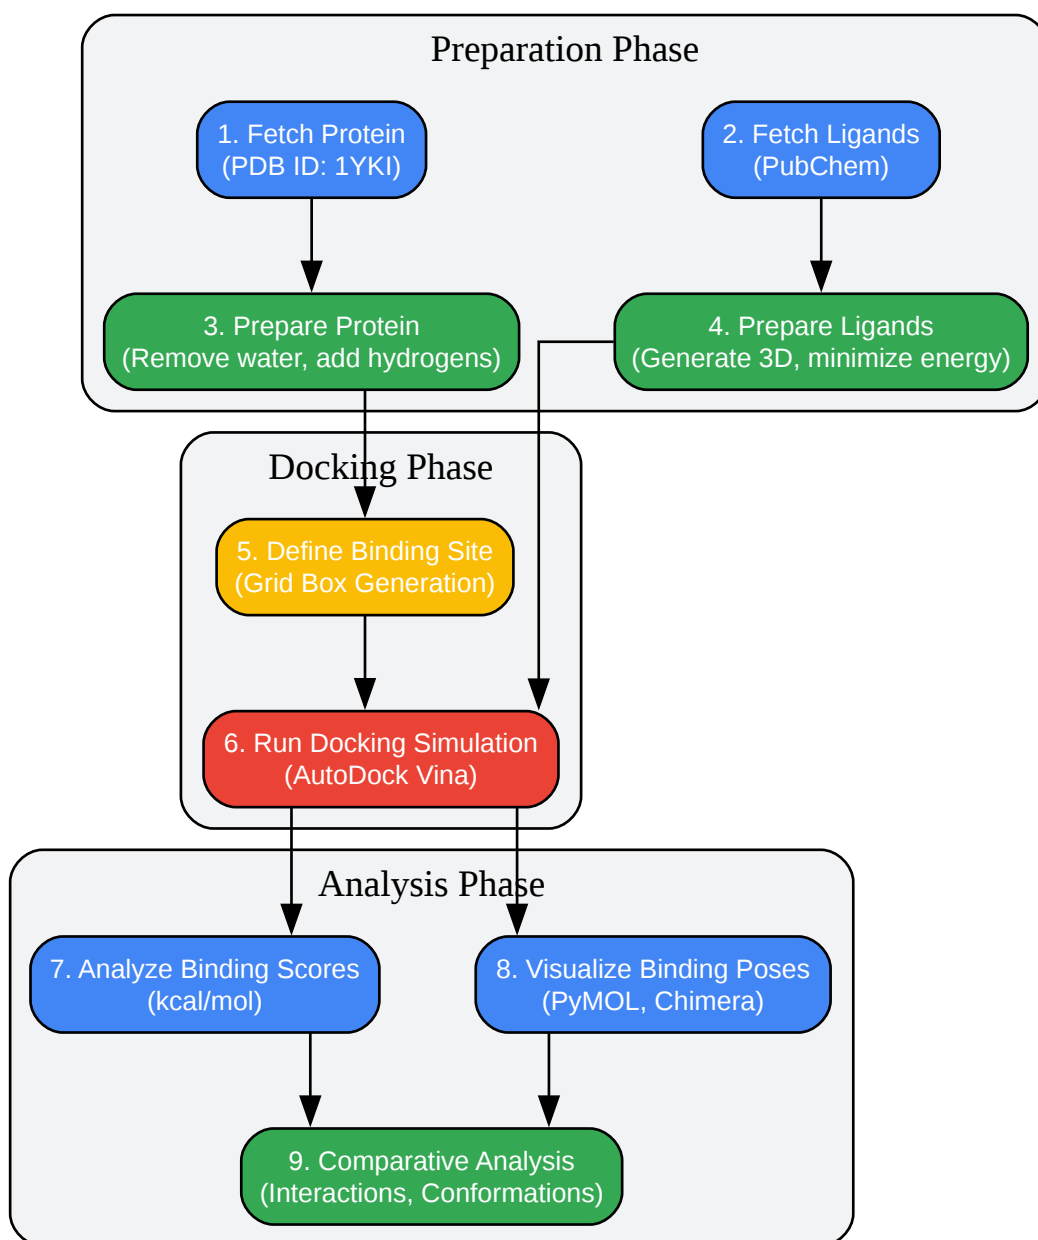 Preparation Phase
1. Fetch Protein
(PDB ID: 1YKI)
2. Fetch Ligands
(PubChem)
3. Prepare Protein
(Remove water, add hydrogens)
4. Prepare Ligands
(Generate 3D, minimize energy)
Docking Phase
5. Define Binding Site
(Grid Box Generation)
6. Run Docking Simulation
(AutoDock Vina)
Analysis Phase
7. Analyze Binding Scores
(kcal/mol)
8. Visualize Binding Poses
(PyMOL, Chimera)
9. Comparative Analysis
(Interactions, Conformations)